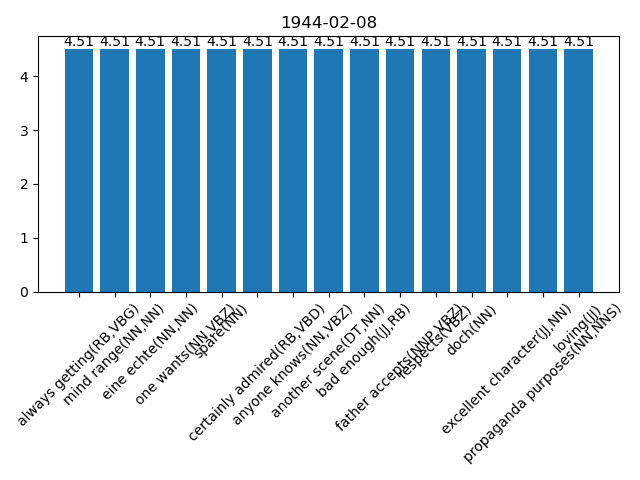 1944-02-08
4.51 4.51 4.51 4.51 4.51 4.51 4.51 4.51 4.51 4.51 4.51 4.51 4.51 4.51 4.51
4
3
2
1
0
always getting(RB,VBG)
mind range(NN,NN)
eine echte(NN,NN)
one wants(NN,VBZ)
spare(NN)
certainly admired(RB,VBD)
anyone knows(NN,VBZ)
another scene(DT,NN)
bad enough(JJ,RB)
father accepts(NNP,VBZ)
respects(VBZ)
doch(NN)
excellent character(JJ,NN)
propaganda purposes(NN,NNS)
loving(JJ)